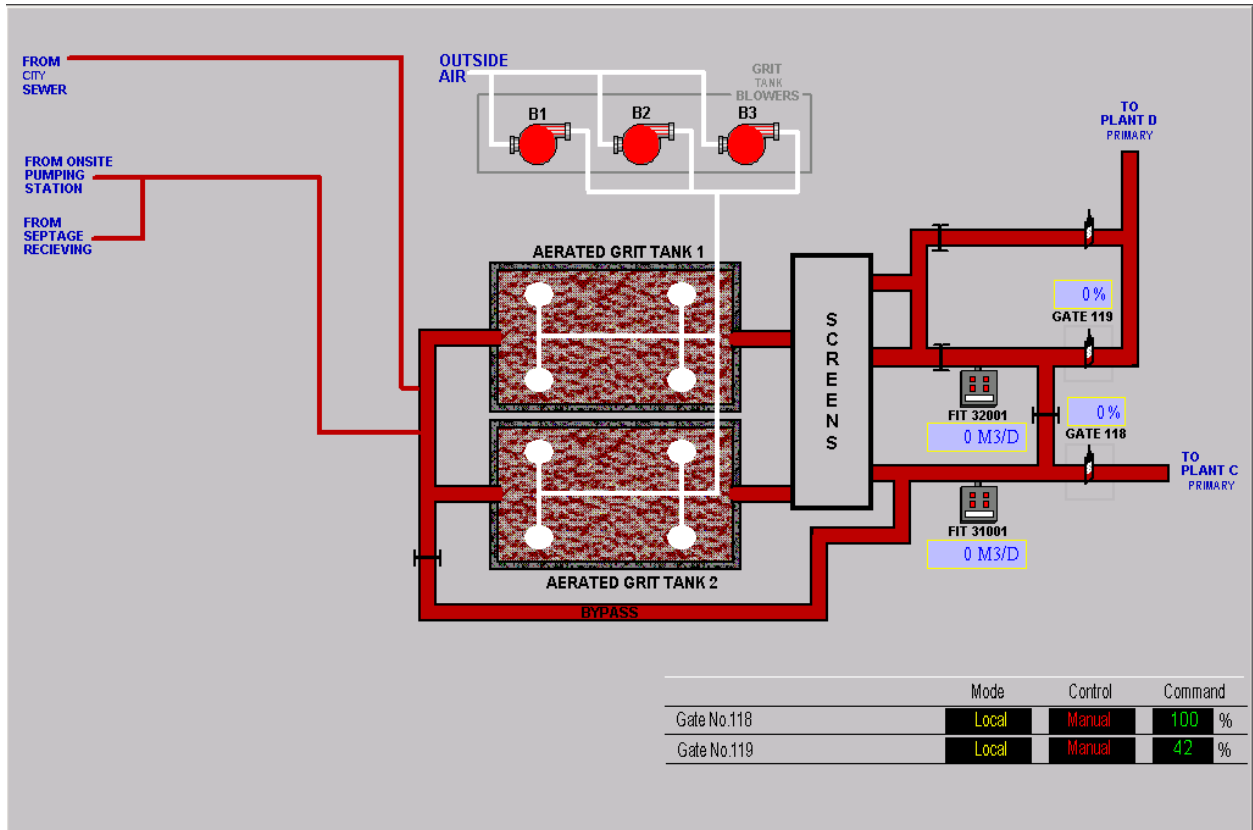 FROM
CITY
SEWER
OUTSIDE
AIR
GRIT
TANK
BLOWERS
B1
B2
B3
TO
PLANT D
PRIMARY
FROM ONSITE
PUMPING
STATION
FROM
SEPTAGE
RECIEVING
AERATED GRIT TANK 1
SCREENS
0 %
GATE 119
FIT 32001
0 M3/D
0 %
GATE 118
TO
PLANT C
PRIMARY
FIT 31001
0 M3/D
AERATED GRIT TANK 2
BYPASS
Mode Control Command
Gate No.118 Local Manual 100 %
Gate No.119 Local Manual 42 %